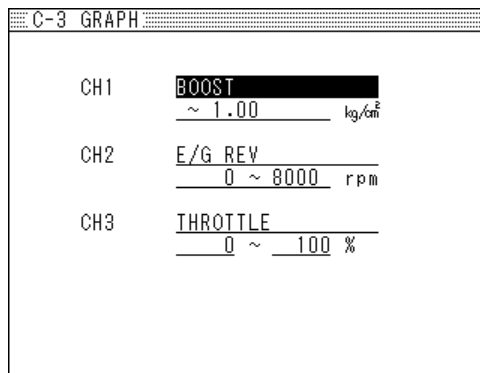 C-3 GRAPH
CH1 BOOST
~ 1.00 kg/cm²
CH2 E/G REV
0 ~ 8000 rpm
CH3 THROTTLE
0 ~ 100 %